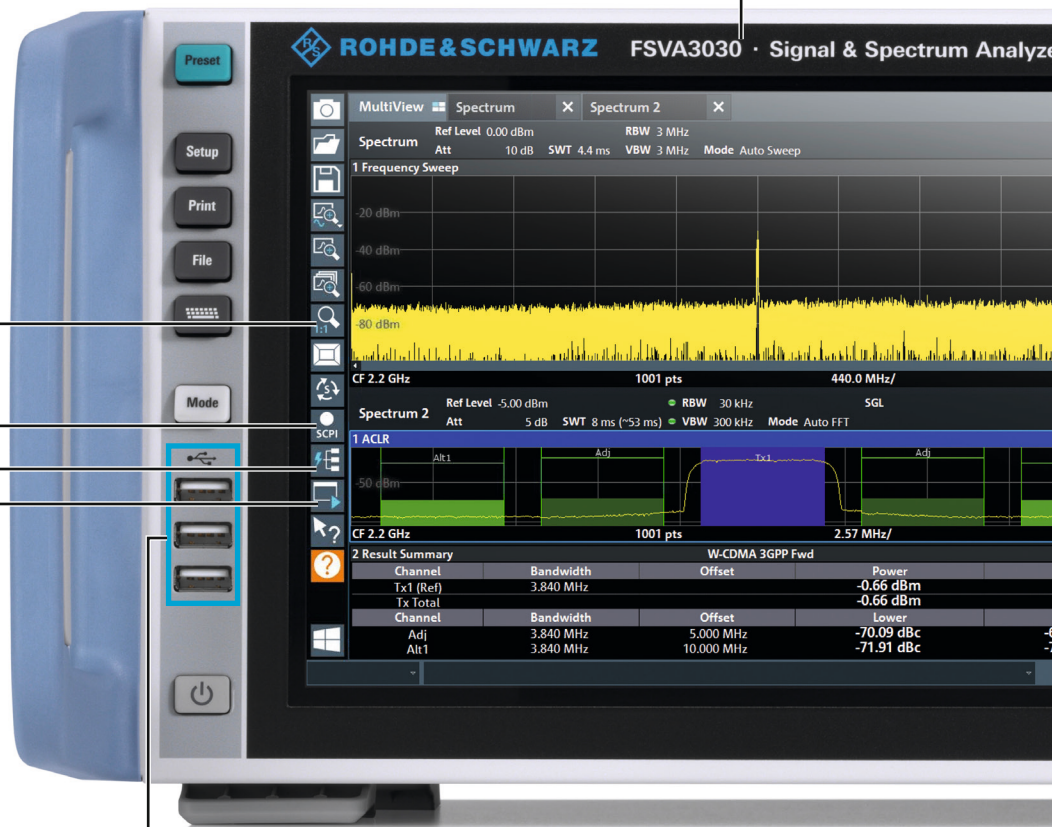 R&S ROHDE&SCHWARZ FSVA3030 · Signal & Spectrum Analyze
Preset
Setup
Print
File
Mode
MultiView Spectrum × Spectrum 2 ×
Spectrum Ref Level 0.00 dBm RBW 3 MHz
Att 10 dB SWT 4.4 ms VBW 3 MHz Mode Auto Sweep
1 Frequency Sweep
-20 dBm
-40 dBm
-60 dBm
-80 dBm
1:1
CF 2.2 GHz 1001 pts 440.0 MHz/
Spectrum 2 Ref Level -5.00 dBm RBW 30 kHz SGL
Att 5 dB SWT 8 ms (~53 ms) VBW 300 kHz Mode Auto FFT
SCPI
1 ACLR
Alt1 Adj Tx1 Adj
-50 dBm
CF 2.2 GHz 1001 pts 2.57 MHz/
2 Result Summary W-CDMA 3GPP Fwd
Channel Bandwidth Offset Power
Tx1 (Ref) 3.840 MHz -0.66 dBm
Tx Total -0.66 dBm
Channel Bandwidth Offset Lower
Adj 3.840 MHz 5.000 MHz -70.09 dBc -6
Alt1 3.840 MHz 10.000 MHz -71.91 dBc -7